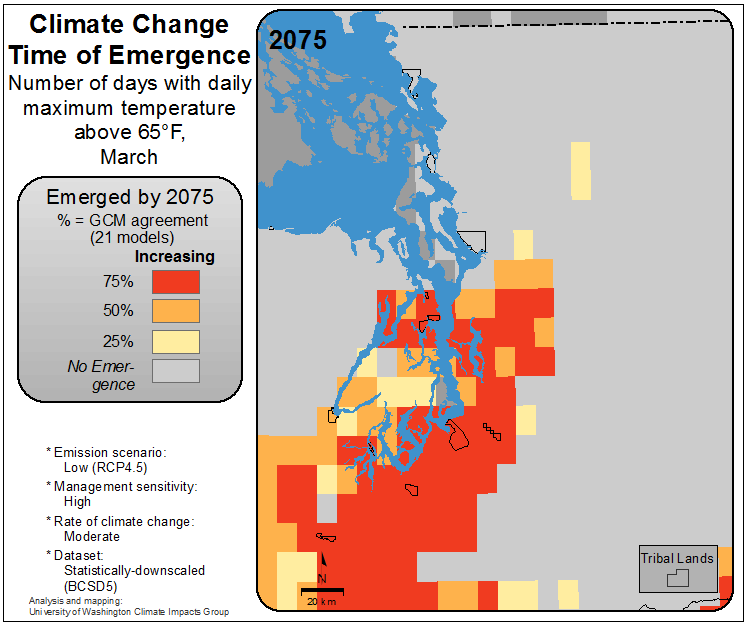 Climate Change
Time of Emergence
Number of days with daily
maximum temperature
above 65°F,
March
Emerged by 2075
% = GCM agreement
(21 models)
Increasing
75%
50%
25%
No Emer-
gence
* Emission scenario:
Low (RCP4.5)
* Management sensitivity:
High
* Rate of climate change:
Moderate
* Dataset:
Statistically-downscaled
(BCSD5)
Analysis and mapping:
University of Washington Climate Impacts Group
2075
Tribal Lands
N
20 km